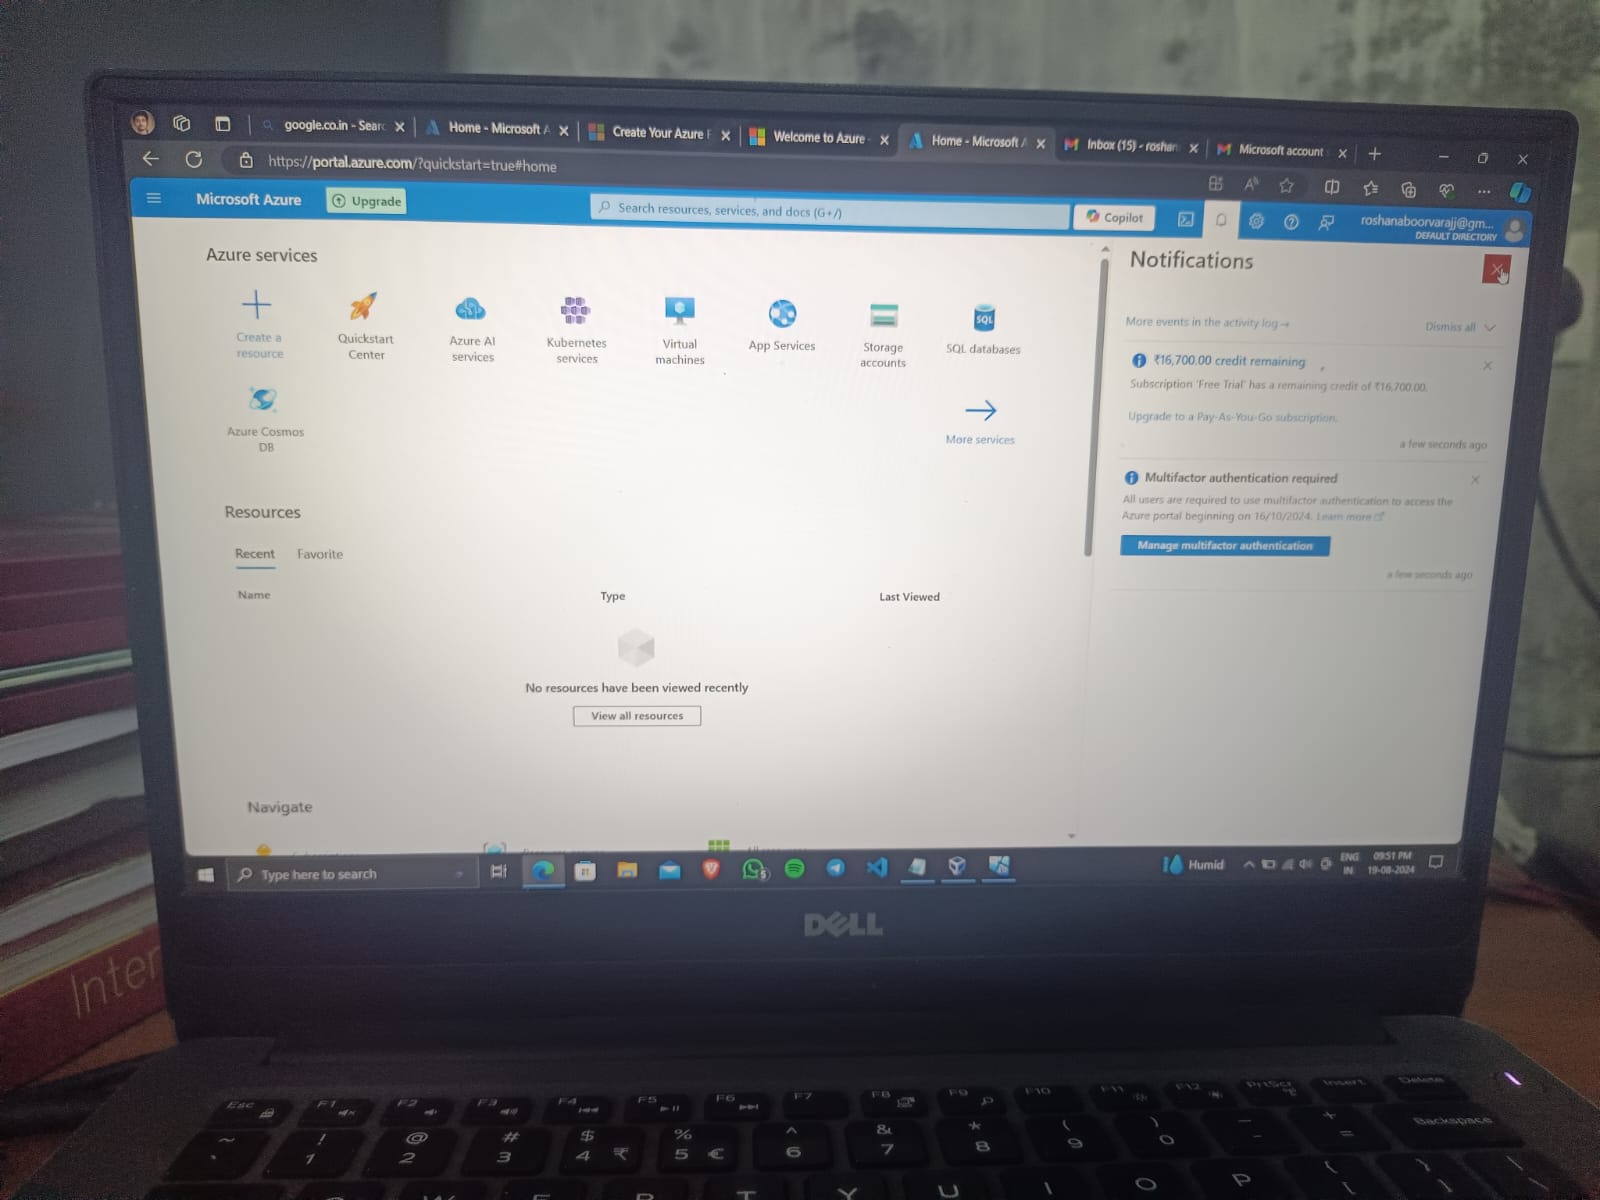 google.co.in - Sear
Home - Microsoft A
Create Your Azure F
Welcome to Azure
Home - Microsoft A
Inbox (15) - roshan
Microsoft account
https://portal.azure.com/?quickstart=true#home
Microsoft Azure
Upgrade
Search resources, services, and docs (G+/)
Copilot
roshanaboorvarajj@gm...
DEFAULT DIRECTORY
Azure services
Create a
resource
Quickstart
Center
Azure AI
services
Kubernetes
services
Virtual
machines
App Services
Storage
accounts
SQL
SQL databases
Azure Cosmos
DB
More services
Resources
Recent
Favorite
Name
Type
Last Viewed
No resources have been viewed recently
View all resources
Navigate
Notifications
More events in the activity log →
Dismiss all
₹16,700.00 credit remaining
Subscription 'Free Trial' has a remaining credit of ₹16,700.00.
Upgrade to a Pay-As-You-Go subscription.
a few seconds ago
Multifactor authentication required
All users are required to use multifactor authentication to access the
Azure portal beginning on 16/10/2024. Learn more
Manage multifactor authentication
a few seconds ago
Type here to search
5
Humid
ENG
IN
09:51 PM
19-08-2024
DELL
Inter
Esc F1 F2 F3 F4 F5 F6 F7 F8 F9 F10 F11 F12 PrtScr Insert Delete
~ ! @ # $ % ^ & * ( ) _ + Backspace
` 1 2 3 4 ₹ 5 € 6 7 8 9 0 - =
T Y U I O P